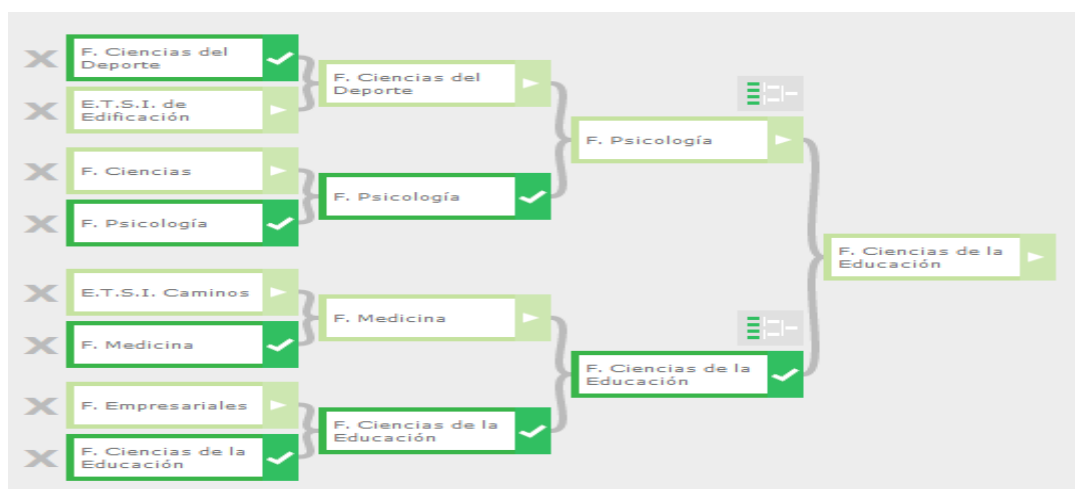 F. Ciencias del
Deporte
E.T.S.I. de
Edificación
F. Ciencias
F. Psicología
E.T.S.I. Caminos
F. Medicina
F. Empresariales
F. Ciencias de la
Educación
F. Ciencias del
Deporte
F. Psicología
F. Medicina
F. Ciencias de la
Educación
F. Psicología
F. Ciencias de la
Educación
F. Ciencias de la
Educación